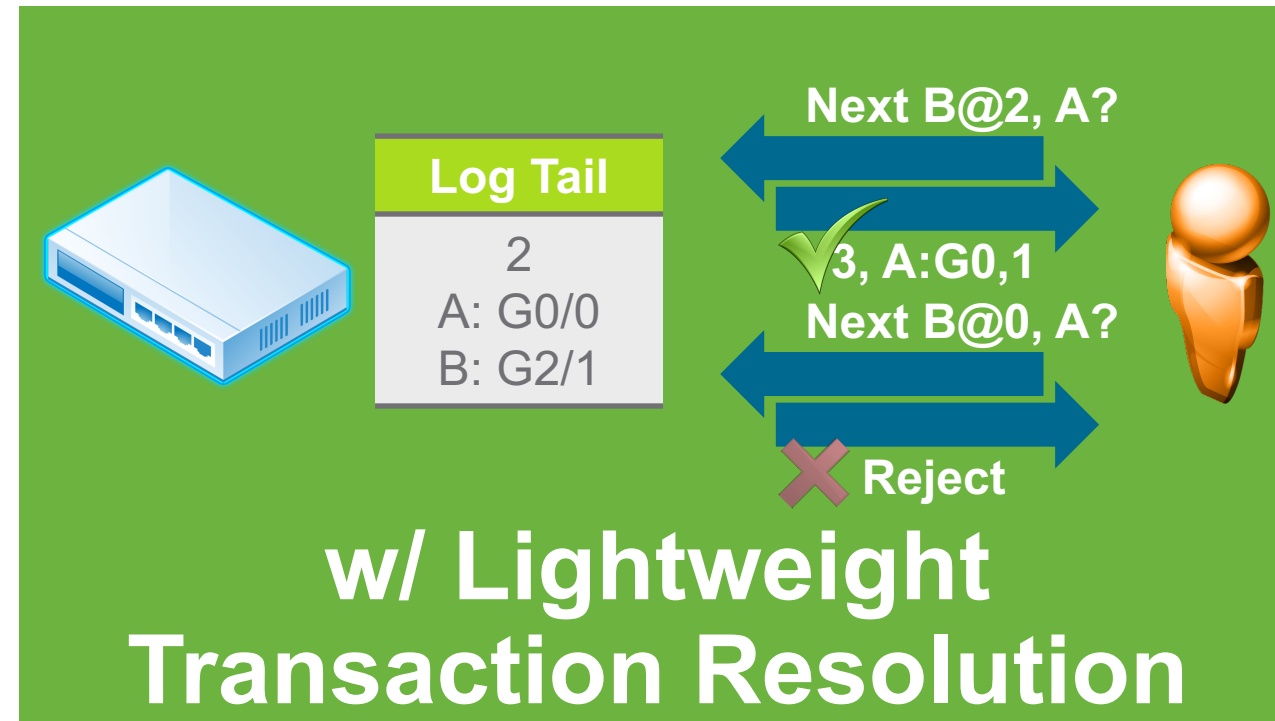 Next B@2, A?
Log Tail
2
A: G0/0
B: G2/1
3, A:G0,1
Next B@0, A?
Reject
w/ Lightweight
Transaction Resolution